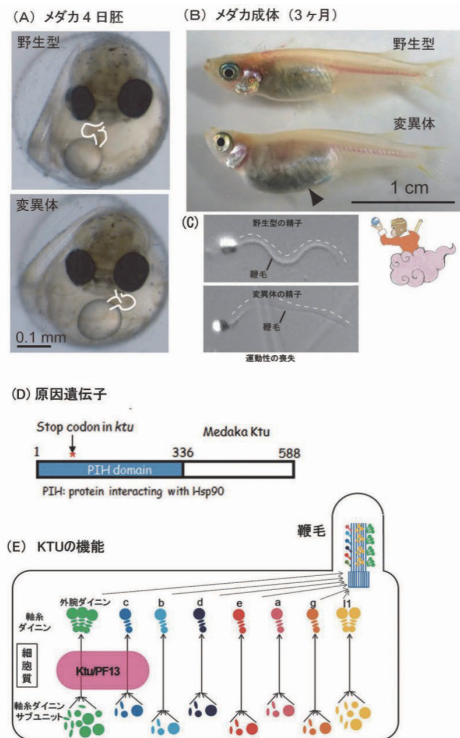 (A) メダカ４日胚
野生型
変異体
0.1 mm
(B) メダカ成体（３ヶ月）
野生型
変異体
1 cm
(C)
野生型の精子
鞭毛
変異体の精子
鞭毛
運動性の喪失
(D) 原因遺伝子
Stop codon in ktu
*
Medaka Ktu
1
336
588
PIH domain
PIH: protein interacting with Hsp90
(E) KTUの機能
鞭毛
軸糸
ダイニン
外腕ダイニン
c
b
d
e
a
g
I1
細胞質
Ktu/PF13
軸糸ダイニン
サブユニット